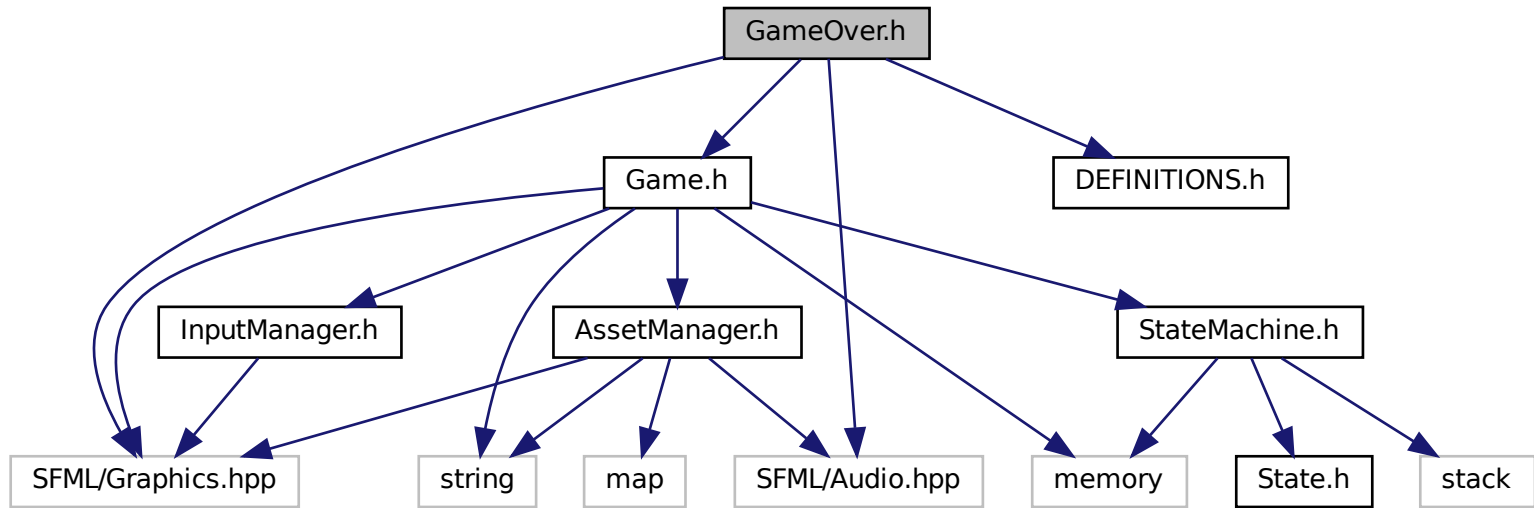 GameOver.h
Game.h
DEFINITIONS.h
InputManager.h
AssetManager.h
StateMachine.h
SFML/Graphics.hpp
string
map
SFML/Audio.hpp
memory
State.h
stack